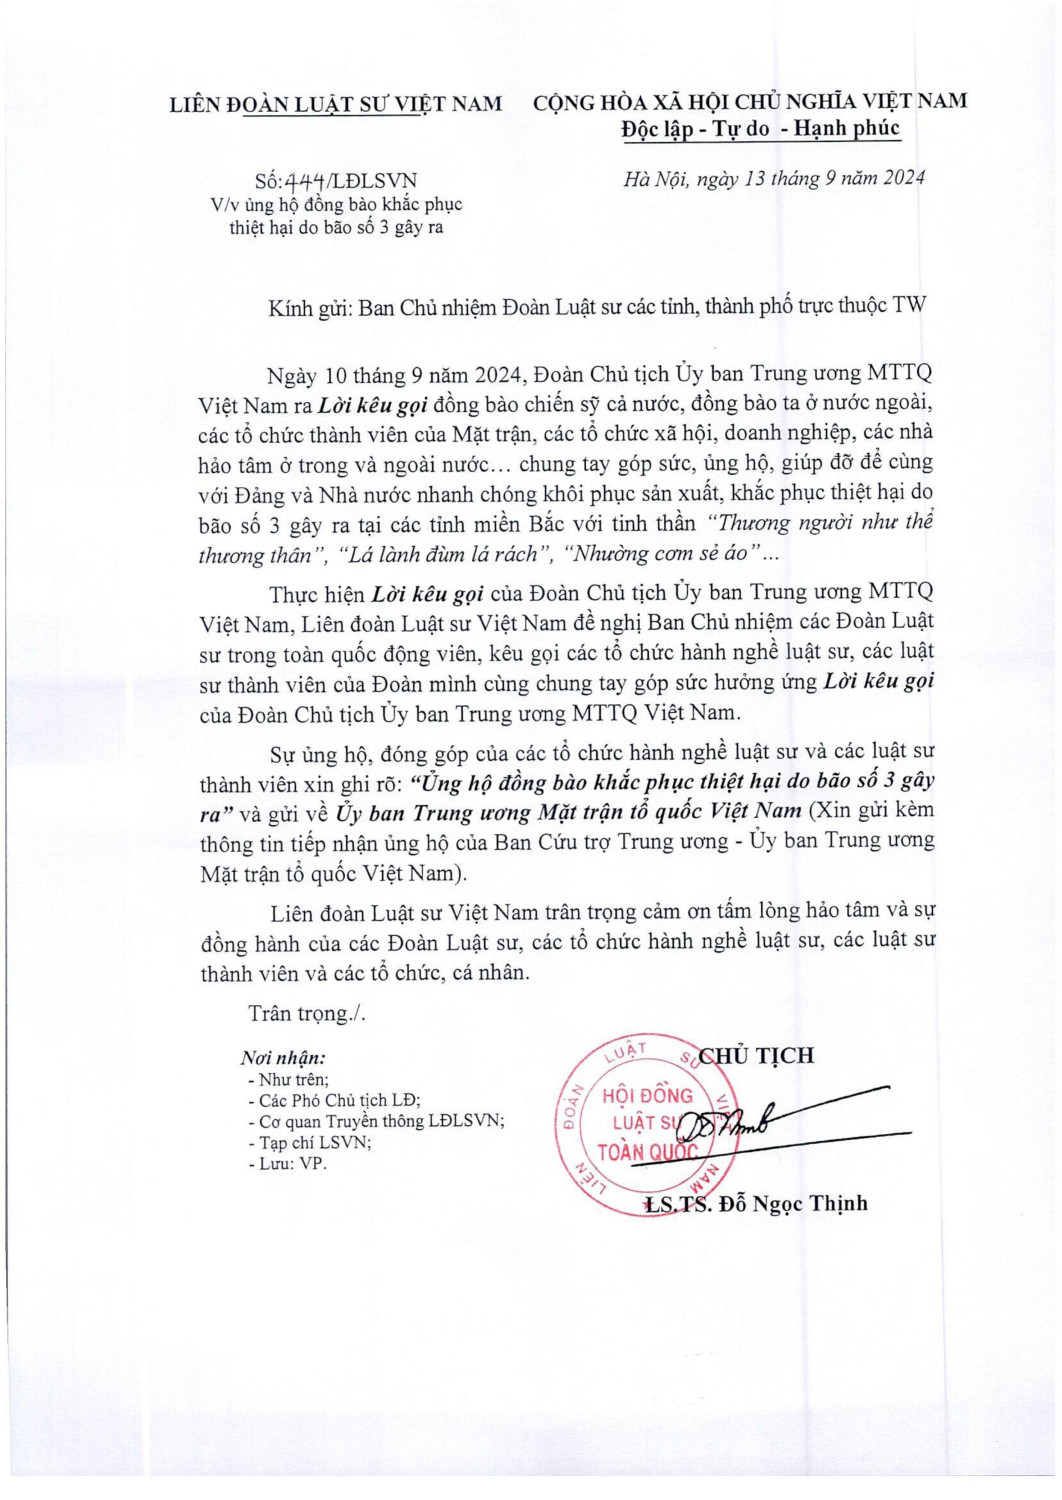 LIÊN ĐOÀN LUẬT SƯ VIỆT NAM
CỘNG HÒA XÃ HỘI CHỦ NGHĨA VIỆT NAM
Độc lập - Tự do - Hạnh phúc
Số:444/LĐLSVN
V/v ủng hộ đồng bào khắc phục
thiệt hại do bão số 3 gây ra
Hà Nội, ngày 13 tháng 9 năm 2024
Kính gửi: Ban Chủ nhiệm Đoàn Luật sư các tỉnh, thành phố trực thuộc TW
Ngày 10 tháng 9 năm 2024, Đoàn Chủ tịch Ủy ban Trung ương MTTQ
Việt Nam ra Lời kêu gọi đồng bào chiến sỹ cả nước, đồng bào ta ở nước ngoài,
các tổ chức thành viên của Mặt trận, các tổ chức xã hội, doanh nghiệp, các nhà
hảo tâm ở trong và ngoài nước... chung tay góp sức, ủng hộ, giúp đỡ để cùng
với Đảng và Nhà nước nhanh chóng khôi phục sản xuất, khắc phục thiệt hại do
bão số 3 gây ra tại các tỉnh miền Bắc với tinh thần “Thương người như thể
thương thân”, “Lá lành đùm lá rách”, “Nhường cơm sẻ áo”...
Thực hiện Lời kêu gọi của Đoàn Chủ tịch Ủy ban Trung ương MTTQ
Việt Nam, Liên đoàn Luật sư Việt Nam đề nghị Ban Chủ nhiệm các Đoàn Luật
sư trong toàn quốc động viên, kêu gọi các tổ chức hành nghề luật sư, các luật
sư thành viên của Đoàn mình cùng chung tay góp sức hưởng ứng Lời kêu gọi
của Đoàn Chủ tịch Ủy ban Trung ương MTTQ Việt Nam.
Sự ủng hộ, đóng góp của các tổ chức hành nghề luật sư và các luật sư
thành viên xin ghi rõ: “Ủng hộ đồng bào khắc phục thiệt hại do bão số 3 gây
ra” và gửi về Ủy ban Trung ương Mặt trận tổ quốc Việt Nam (Xin gửi kèm
thông tin tiếp nhận ủng hộ của Ban Cứu trợ Trung ương - Ủy ban Trung ương
Mặt trận tổ quốc Việt Nam).
Liên đoàn Luật sư Việt Nam trân trọng cảm ơn tấm lòng hảo tâm và sự
đồng hành của các Đoàn Luật sư, các tổ chức hành nghề luật sư, các luật sư
thành viên và các tổ chức, cá nhân.
Trân trọng./.
Nơi nhận:
- Như trên;
- Các Phó Chủ tịch LĐ;
- Cơ quan Truyền thông LĐLSVN;
- Tạp chí LSVN;
- Lưu: VP.
CHỦ TỊCH
LIÊN ĐOÀN LUẬT SƯ VIỆT NAM
HỘI ĐỒNG
LUẬT SƯ
TOÀN QUỐC
LS.TS. Đỗ Ngọc Thịnh